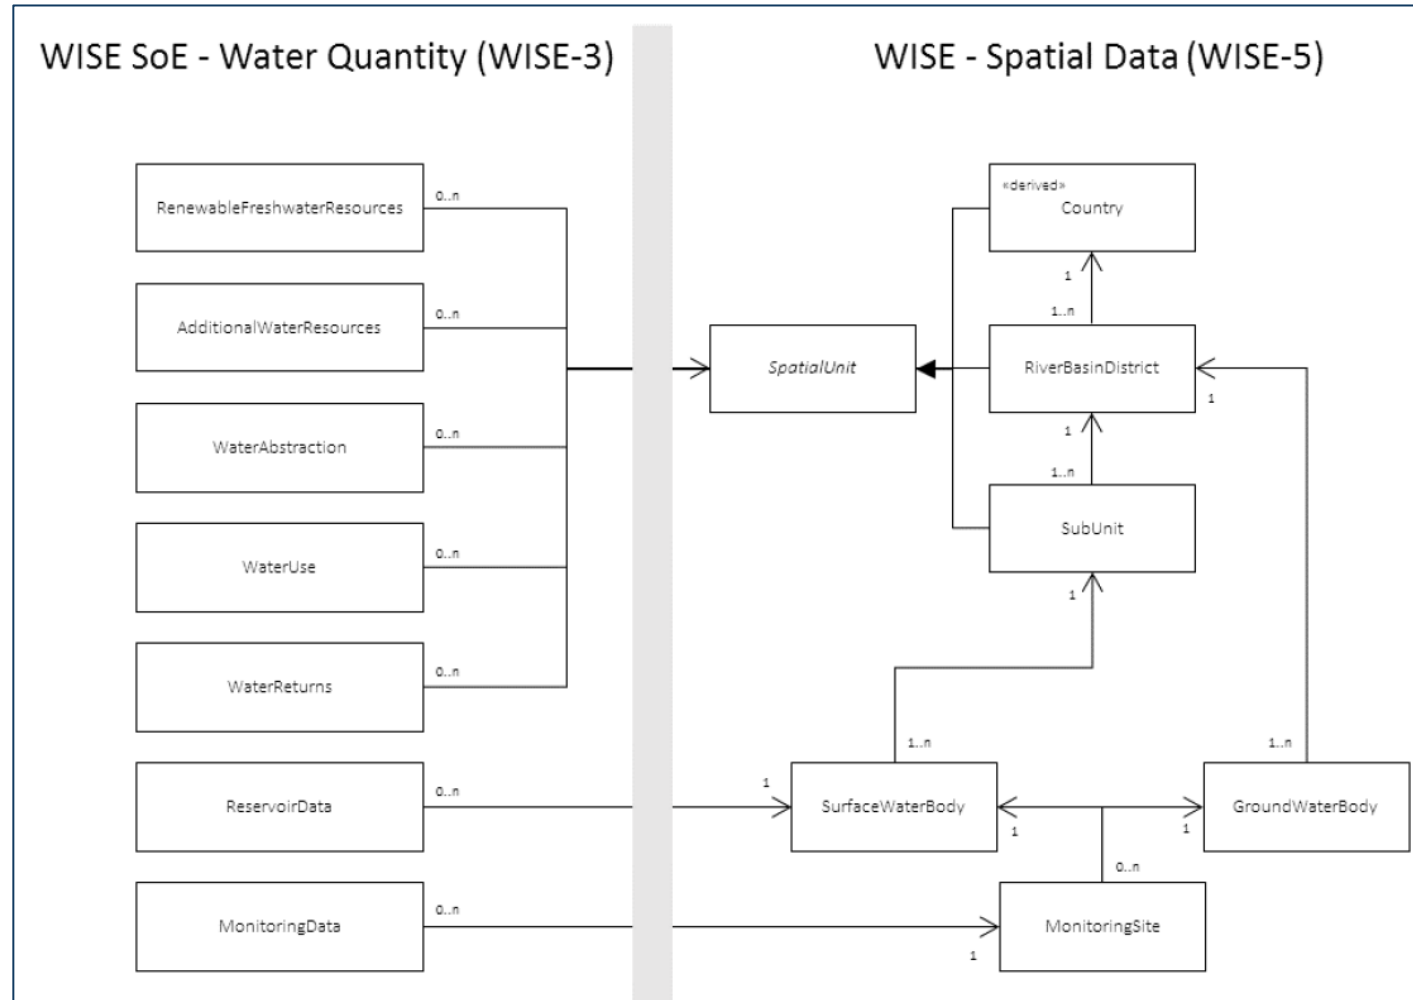 WISE SoE - Water Quantity (WISE-3)
WISE - Spatial Data (WISE-5)
RenewableFreshwaterResources
0..n
«derived»
Country
1
AdditionalWaterResources
0..n
1..n
SpatialUnit
RiverBasinDistrict
1
WaterAbstraction
0..n
1
1..n
SubUnit
WaterUse
0..n
1
WaterReturns
0..n
1..n
1..n
ReservoirData
0..n
1
SurfaceWaterBody
1
1
GroundWaterBody
0..n
MonitoringData
0..n
1
MonitoringSite